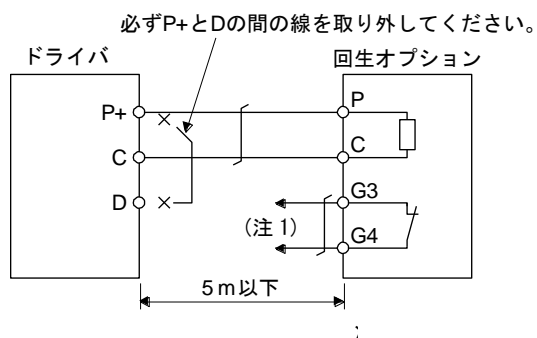 必ずP+とDの間の線を取り外してください。
ドライバ
回生オプション
P+
P
C
C
D
G3
(注 1)
G4
5m以下